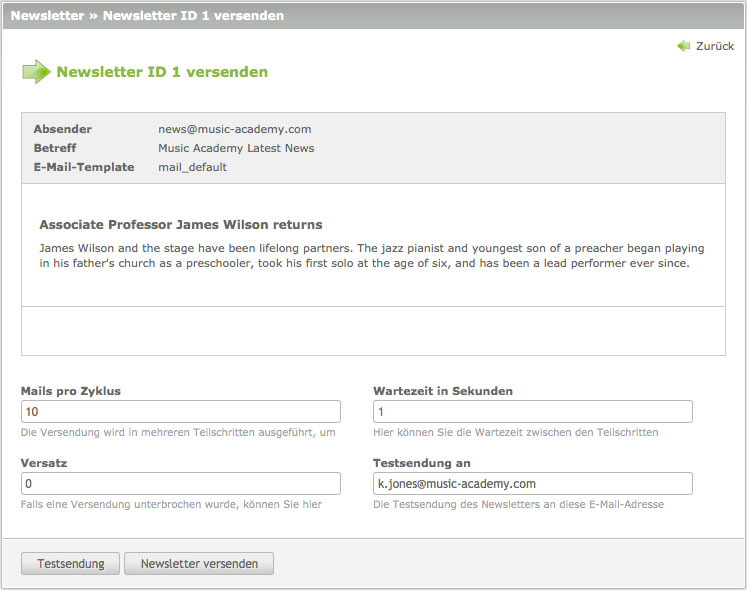 Newsletter » Newsletter ID 1 versenden
Zurück
Newsletter ID 1 versenden
Absender news@music-academy.com
Betreff Music Academy Latest News
E-Mail-Template mail_default
Associate Professor James Wilson returns
James Wilson and the stage have been lifelong partners. The jazz pianist and youngest son of a preacher began playing
in his father's church as a preschooler, took his first solo at the age of six, and has been a lead performer ever since.
Mails pro Zyklus Wartezeit in Sekunden
10 1
Die Versendung wird in mehreren Teilschritten ausgeführt, um Hier können Sie die Wartezeit zwischen den Teilschritten
Versatz Testsendung an
0 k.jones@music-academy.com
Falls eine Versendung unterbrochen wurde, können Sie hier Die Testsendung des Newsletters an diese E-Mail-Adresse
Testsendung Newsletter versenden